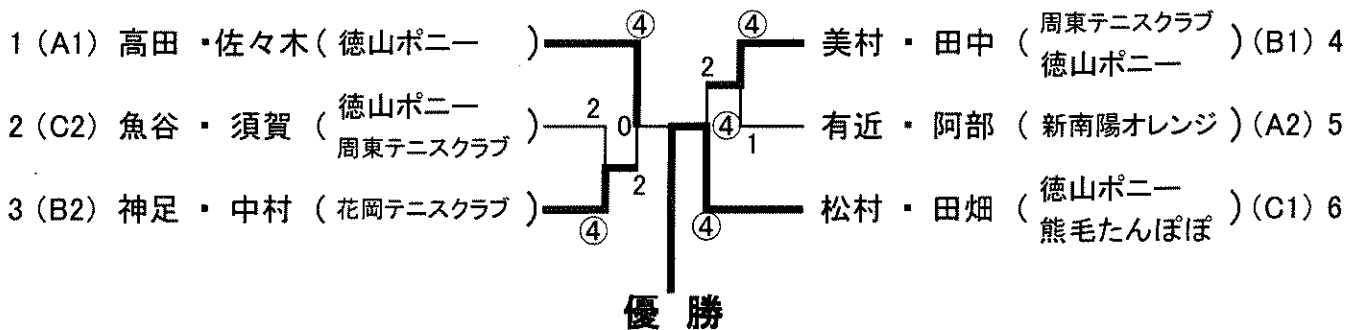 ④ ④
1 (A1) 高田 ・佐々木 ( 徳山ポニー ) 美村 ・ 田中 ( 周東テニスクラブ 徳山ポニー ) (B1) 4
2
2 0 ④ 1
2 (C2) 魚谷 ・ 須賀 ( 徳山ポニー 周東テニスクラブ ) 有近 ・ 阿部 ( 新南陽オレンジ ) (A2) 5
2
3 (B2) 神足 ・ 中村 ( 花岡テニスクラブ ) 松村 ・ 田畑 ( 徳山ポニー 熊毛たんぽぽ ) (C1) 6
④ ④
優 勝